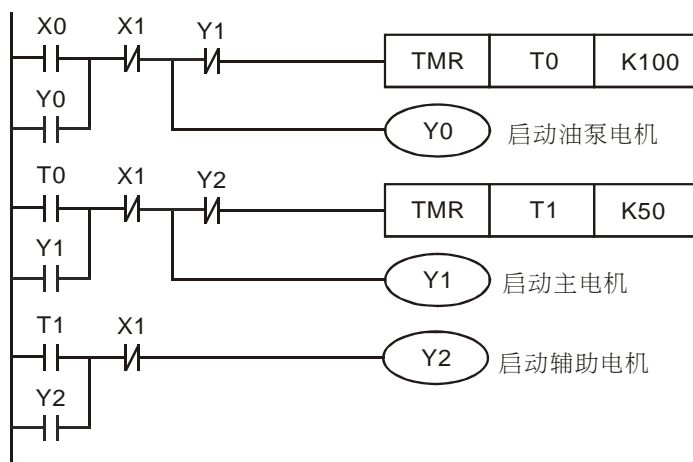 X0 X1 Y1
TMR T0 K100
Y0
Y0 启动油泵电机
T0 X1 Y2
TMR T1 K50
Y1
Y1 启动主电机
T1 X1
Y2 启动辅助电机
Y2